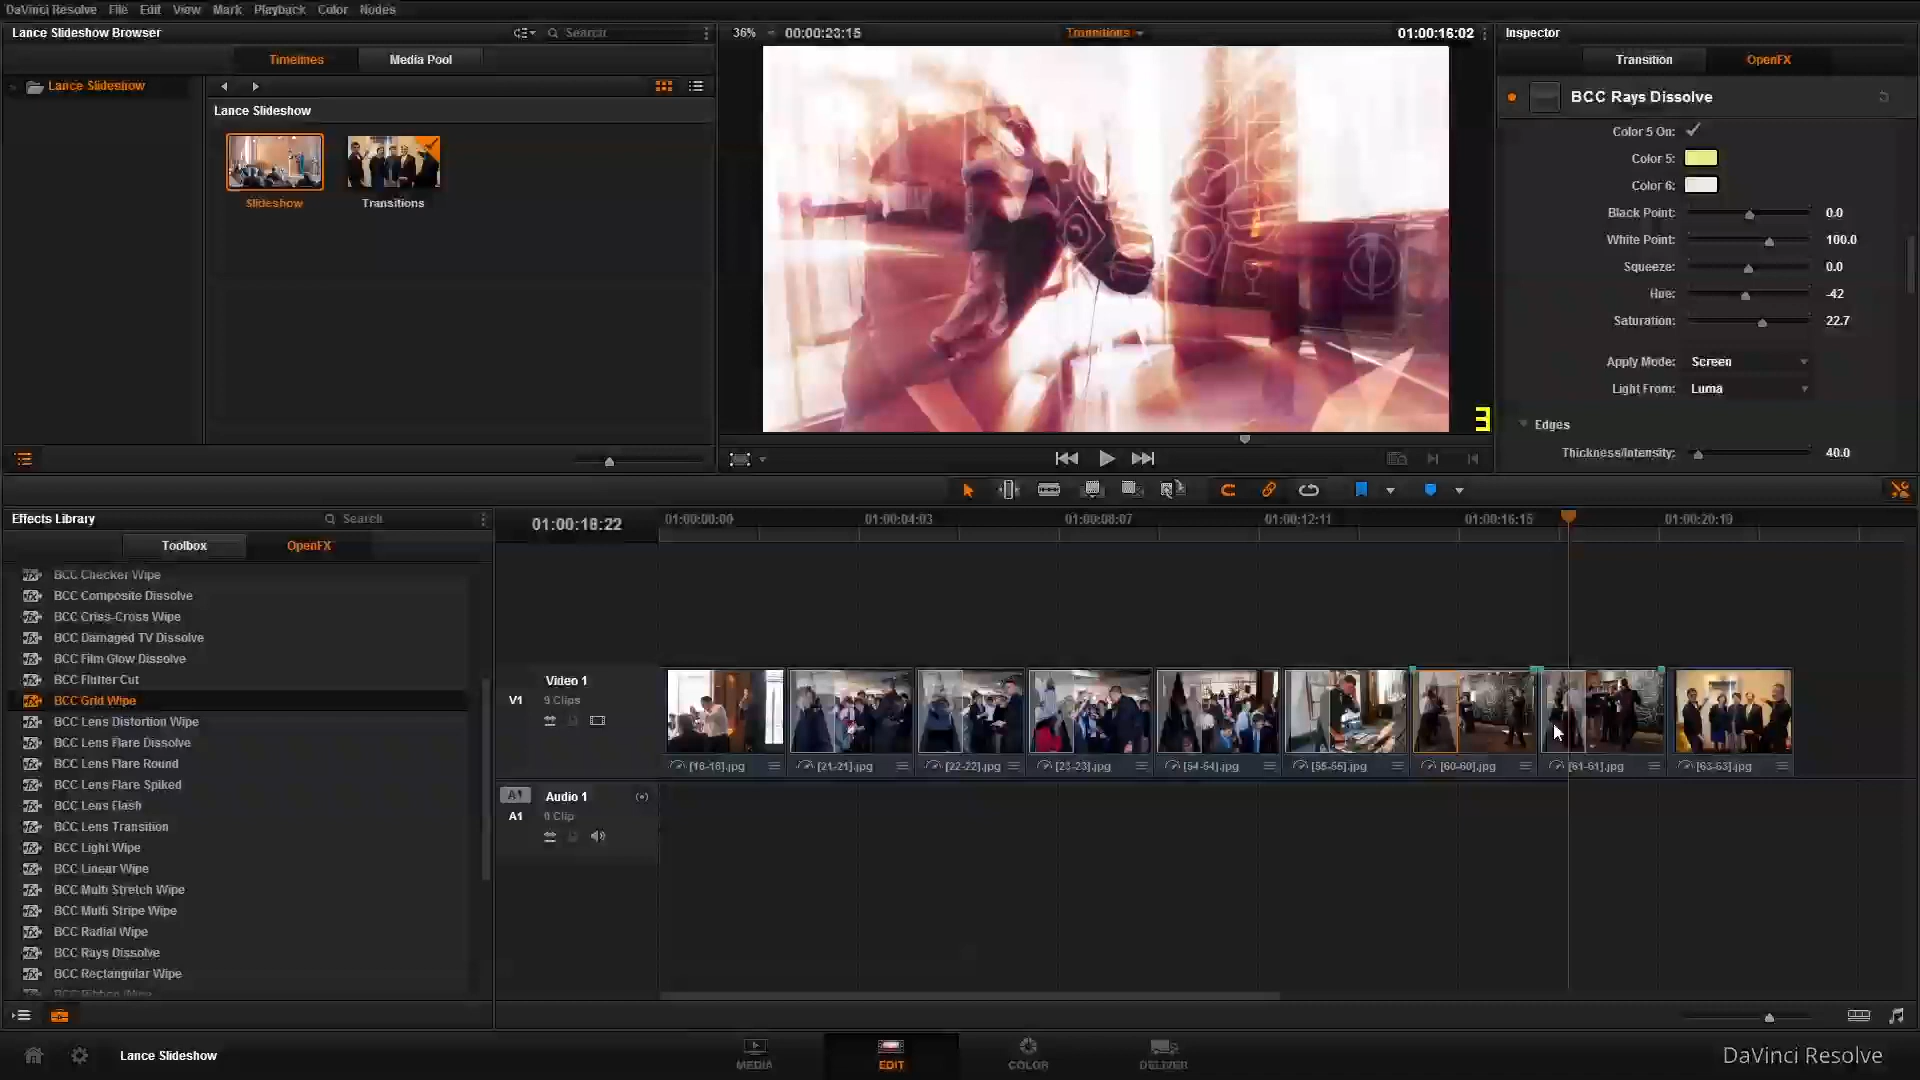 DaVinci Resolve File Edit View Mark Playback Color Nodes
Lance Slideshow Browser
Search
Timelines
Media Pool
Lance Slideshow
Lance Slideshow
Slideshow
Transitions
36%
00:00:23:15
Transitions
01:00:16:02
3
Inspector
Transition
OpenFX
BCC Rays Dissolve
Color 5 On:
Color 5:
Color 6:
Black Point: 0.0
White Point: 100.0
Squeeze: 0.0
Hue: -42
Saturation: 22.7
Apply Mode: Screen
Light From: Luma
Edges
Thickness/Intensity: 40.0
Effects Library
Search
Toolbox
OpenFX
BCC Checker Wipe
BCC Composite Dissolve
BCC Criss-Cross Wipe
BCC Damaged TV Dissolve
BCC Film Glow Dissolve
BCC Flutter Cut
BCC Grid Wipe
BCC Lens Distortion Wipe
BCC Lens Flare Dissolve
BCC Lens Flare Round
BCC Lens Flare Spiked
BCC Lens Flash
BCC Lens Transition
BCC Light Wipe
BCC Linear Wipe
BCC Multi Stretch Wipe
BCC Multi Stripe Wipe
BCC Radial Wipe
BCC Rays Dissolve
BCC Rectangular Wipe
01:00:18:22
01:00:00:00
01:00:04:03
01:00:08:07
01:00:12:11
01:00:16:15
01:00:20:19
V1
Video 1
9 Clips
[16-16].jpg
[21-21].jpg
[22-22].jpg
[23-23].jpg
[54-54].jpg
[55-55].jpg
[60-60].jpg
[61-61].jpg
[63-63].jpg
A1
A1
Audio 1
0 Clip
Lance Slideshow
MEDIA
EDIT
COLOR
DELIVER
DaVinci Resolve